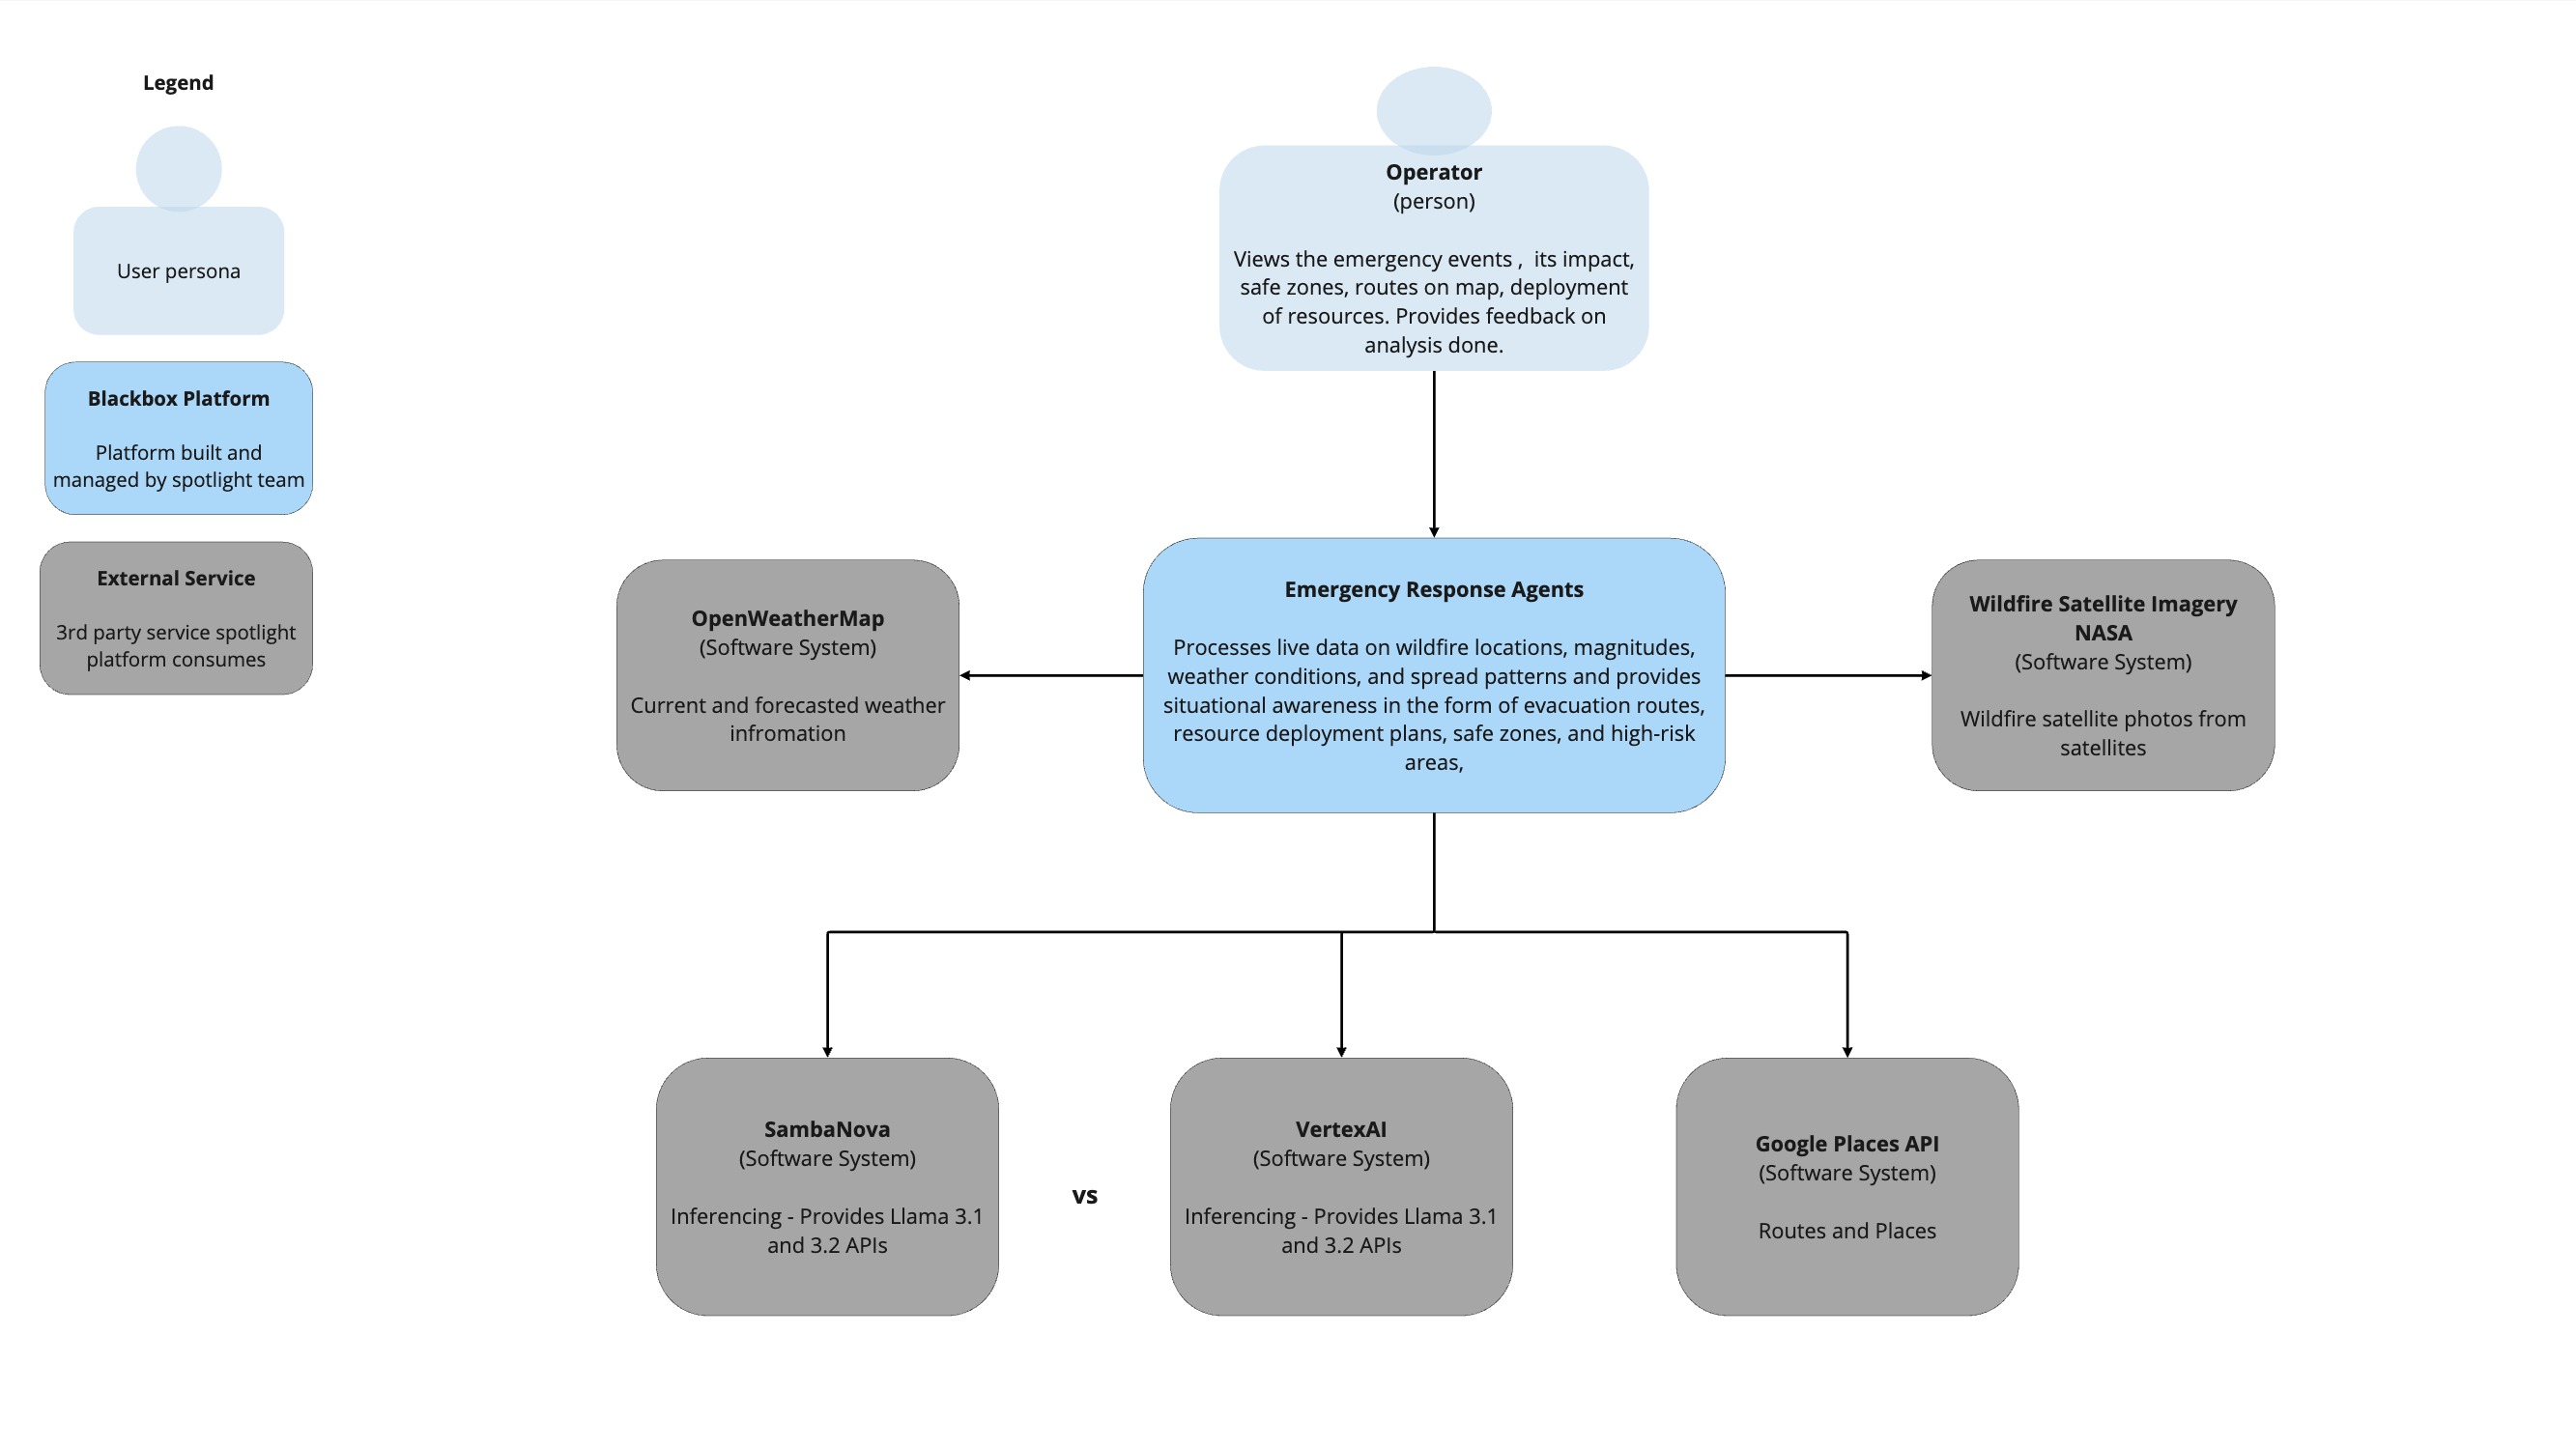 Legend
User persona
Blackbox Platform
Platform built and
managed by spotlight team
External Service
3rd party service spotlight
platform consumes
Operator
(person)
Views the emergency events ,  its impact,
safe zones, routes on map, deployment
of resources. Provides feedback on
analysis done.
OpenWeatherMap
(Software System)
Current and forecasted weather
infromation
Emergency Response Agents
Processes live data on wildfire locations, magnitudes,
weather conditions, and spread patterns and provides
situational awareness in the form of evacuation routes,
resource deployment plans, safe zones, and high-risk
areas,
Wildfire Satellite Imagery
NASA
(Software System)
Wildfire satellite photos from
satellites
SambaNova
(Software System)
Inferencing - Provides Llama 3.1
and 3.2 APIs
vs
VertexAI
(Software System)
Inferencing - Provides Llama 3.1
and 3.2 APIs
Google Places API
(Software System)
Routes and Places